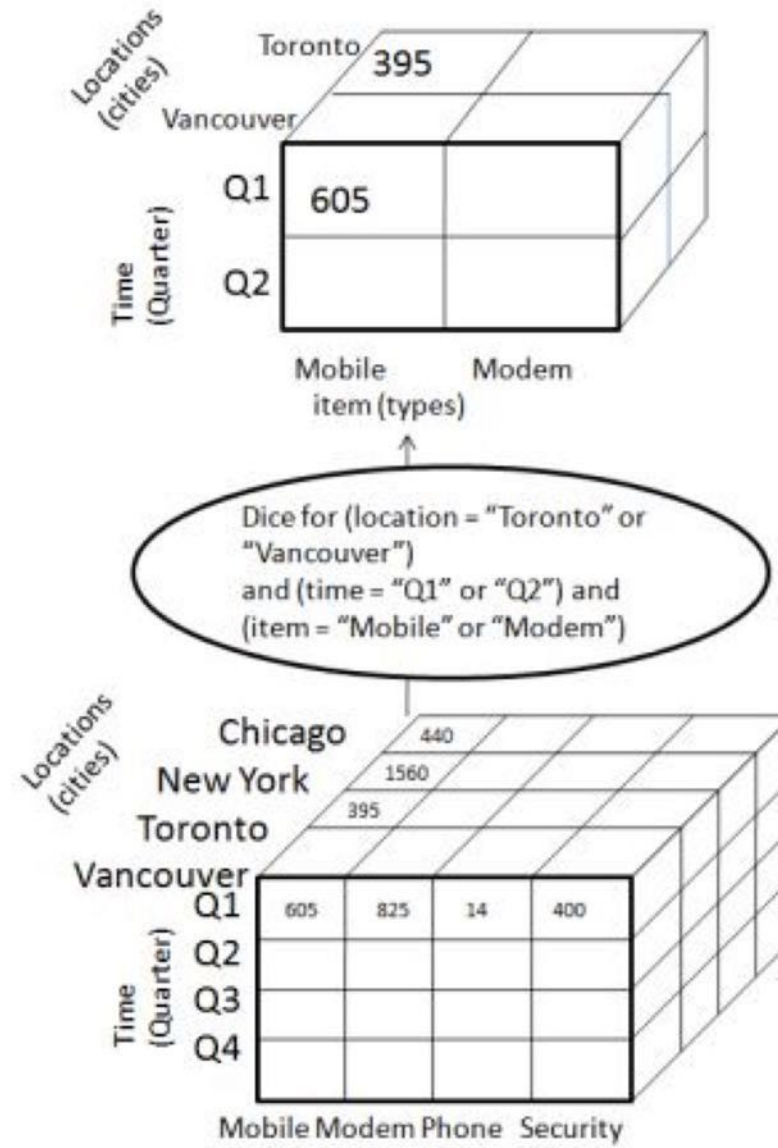 Locations
(cities)
Toronto
395
Vancouver
Time
(Quarter)
Q1
605
Q2
Mobile Modem
item (types)
Dice for (location = “Toronto” or
“Vancouver”)
and (time = “Q1” or “Q2”) and
(item = “Mobile” or “Modem”)
Locations
(cities)
Chicago 440
New York 1560
Toronto 395
Vancouver
Time
(Quarter)
Q1 605 825 14 400
Q2
Q3
Q4
Mobile Modem Phone Security